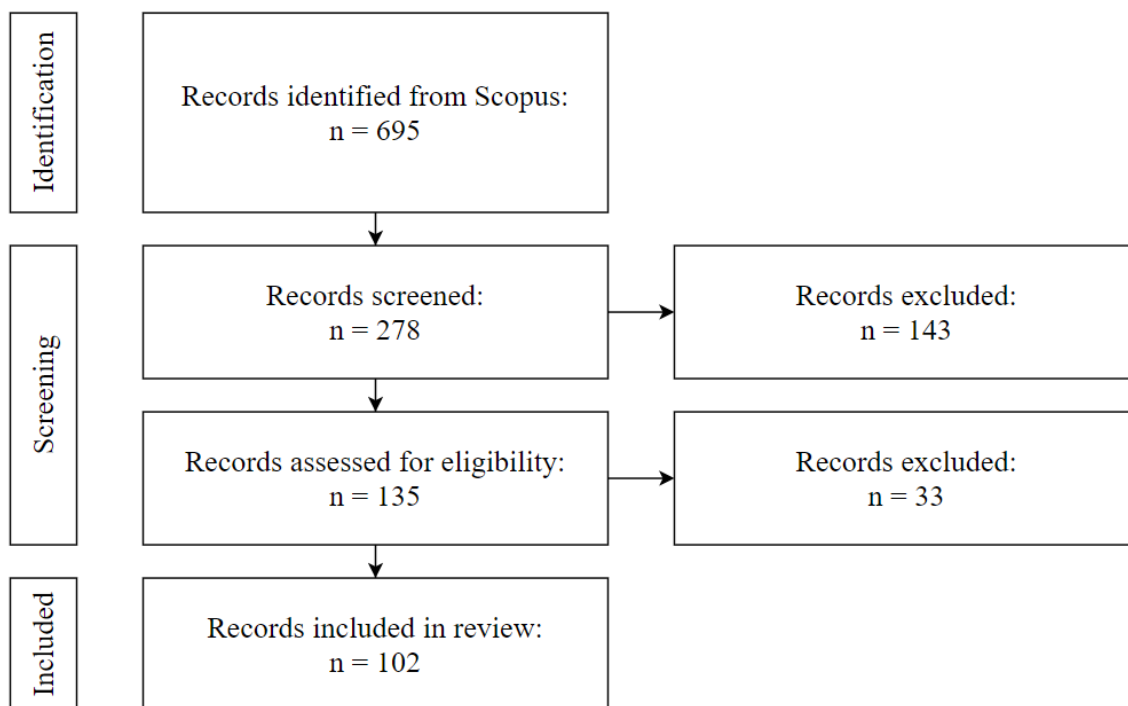 Identification
Records identified from Scopus:
n = 695
Screening
Records screened:
n = 278
Records excluded:
n = 143
Records assessed for eligibility:
n = 135
Records excluded:
n = 33
Included
Records included in review:
n = 102